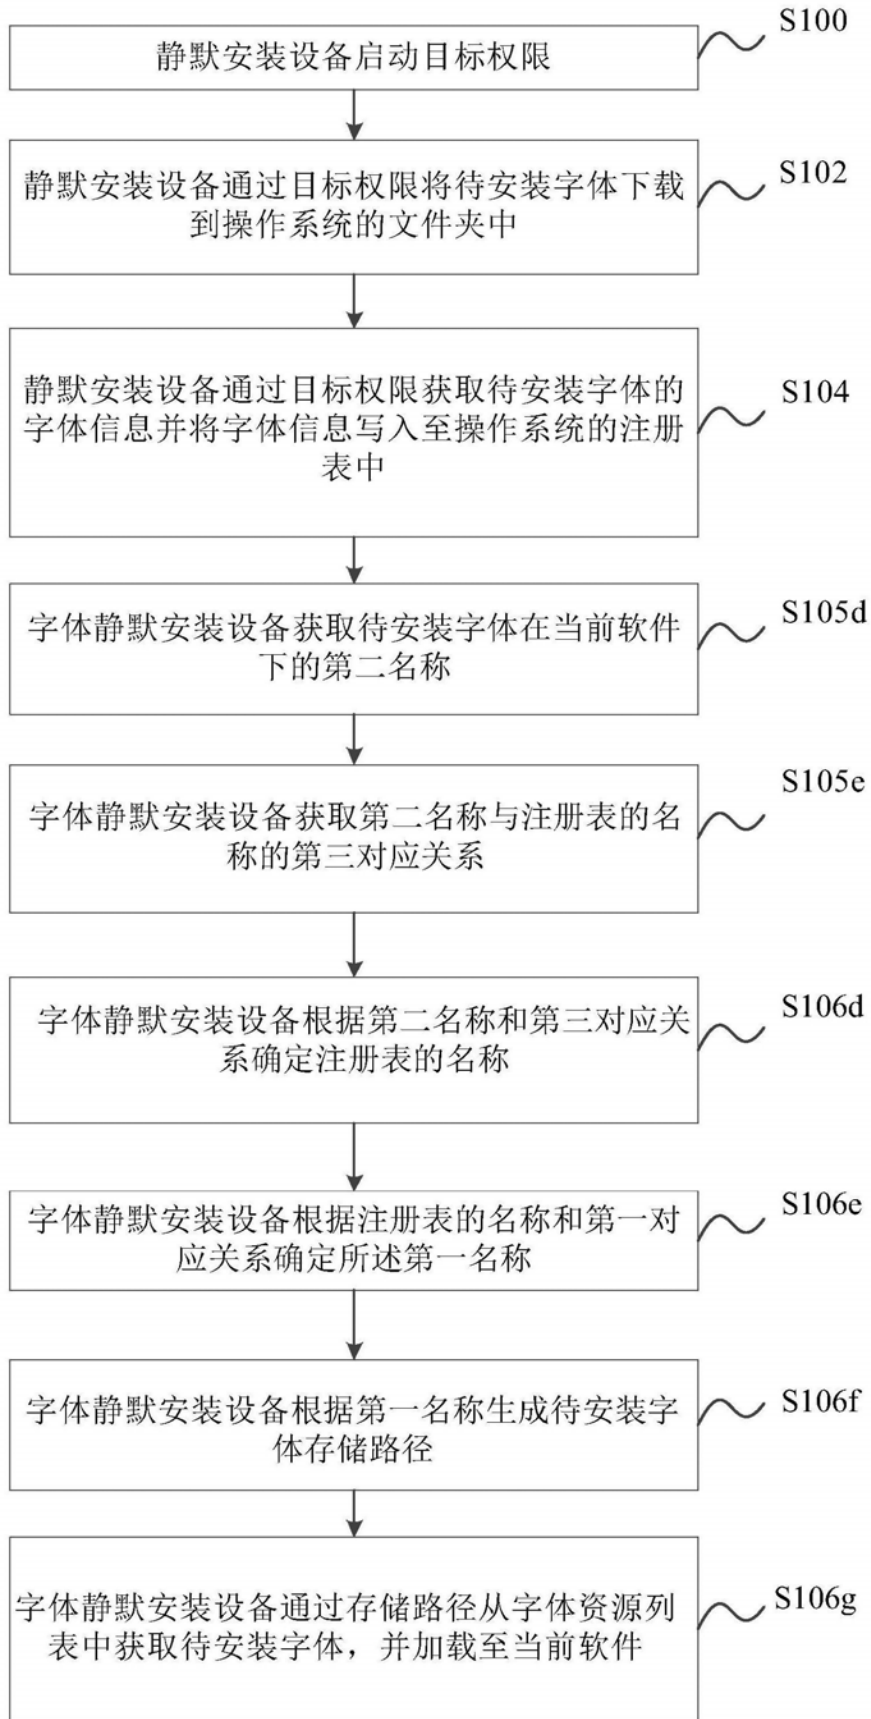 S100
静默安装设备启动目标权限
S102
静默安装设备通过目标权限将待安装字体下载
到操作系统的文件夹中
S104
静默安装设备通过目标权限获取待安装字体的
字体信息并将字体信息写入至操作系统的注册
表中
S105d
字体静默安装设备获取待安装字体在当前软件
下的第二名称
S105e
字体静默安装设备获取第二名称与注册表的名
称的第三对应关系
S106d
字体静默安装设备根据第二名称和第三对应关
系确定注册表的名称
S106e
字体静默安装设备根据注册表的名称和第一对
应关系确定所述第一名称
S106f
字体静默安装设备根据第一名称生成待安装字
体存储路径
S106g
字体静默安装设备通过存储路径从字体资源列
表中获取待安装字体，并加载至当前软件